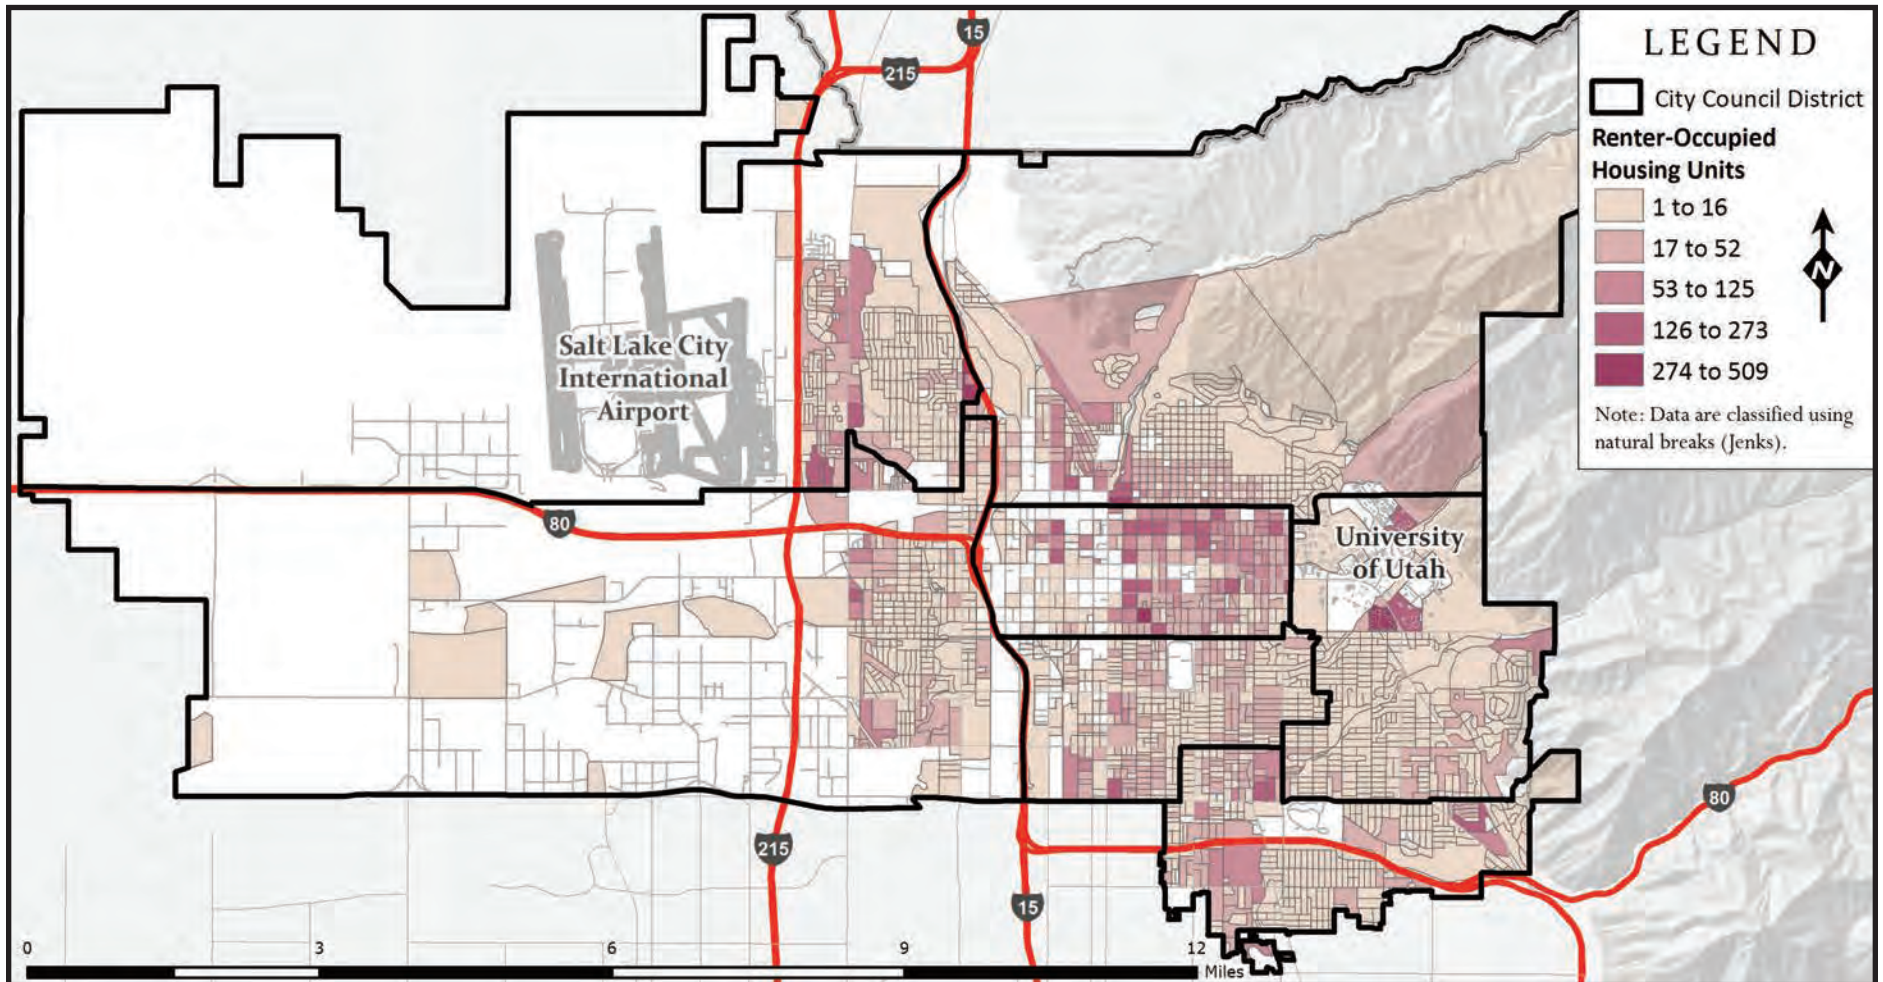 LEGEND
City Council District
Renter-Occupied
Housing Units
1 to 16
17 to 52
53 to 125
126 to 273
274 to 509
N
Note: Data are classified using
natural breaks (Jenks).
15
215
Salt Lake City
International
Airport
80
University
of Utah
80
215
15
0 3 6 9 12
Miles